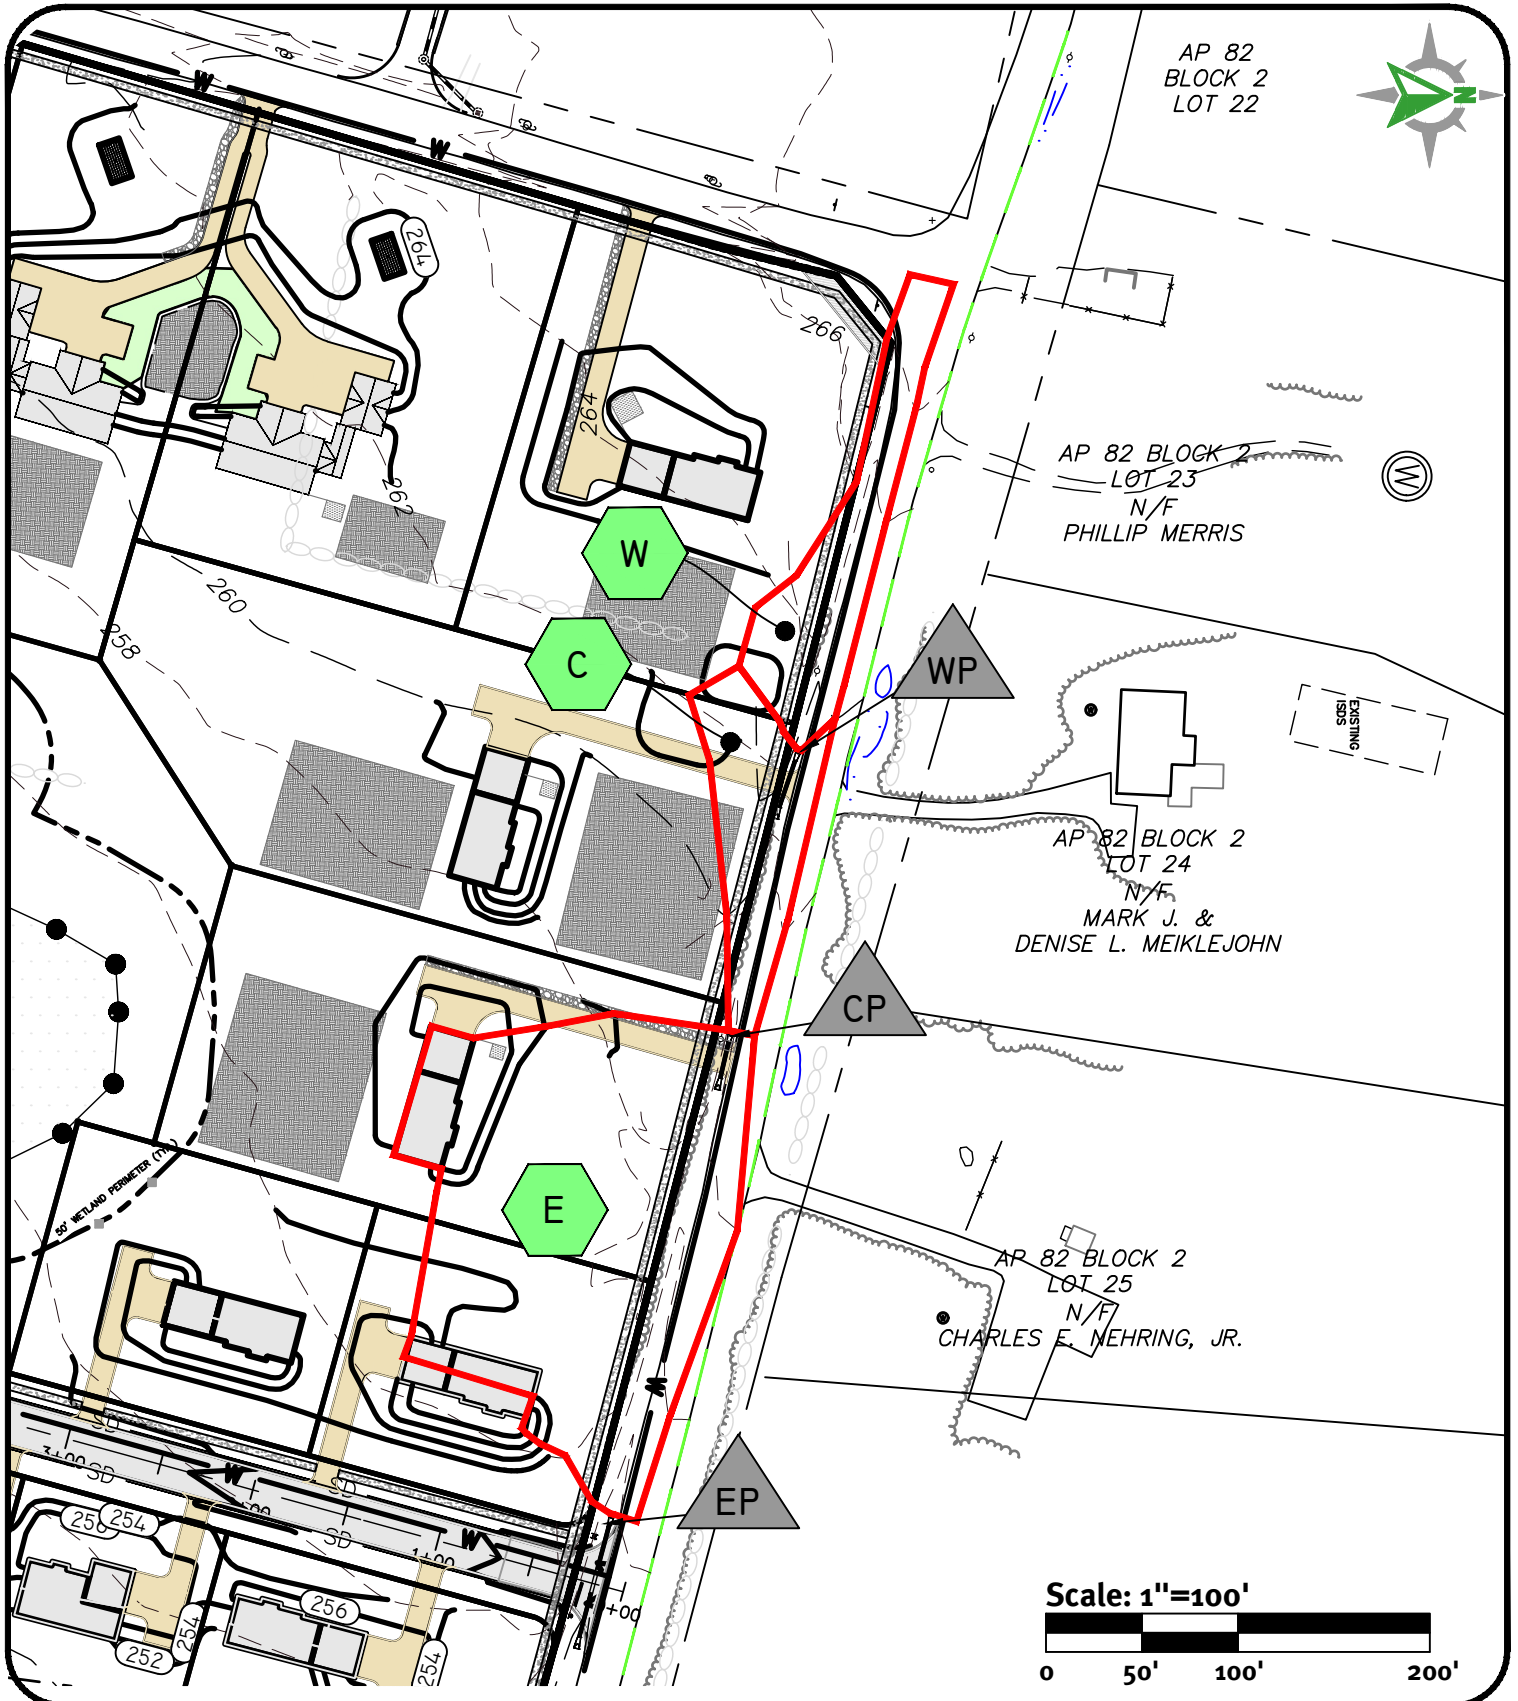 AP 82
BLOCK 2
LOT 22
N
W
W
264
266
264
262
AP 82 BLOCK 2
LOT 23
N/F
PHILLIP MERRIS
W
W
260
258
C
WP
EXISTING
ISDS
AP 82 BLOCK 2
LOT 24
N/F
MARK J. &
DENISE L. MEIKLEJOHN
CP
50' WETLAND PERIMETER (TYP.)
E
AP 82 BLOCK 2
LOT 25
N/F
CHARLES E. NEHRING, JR.
W
SD
3+00
SD
W
SD
EP
256
254
SD
W
1+00
256
+00
254
252
254
Scale: 1"=100'
0 50' 100' 200'